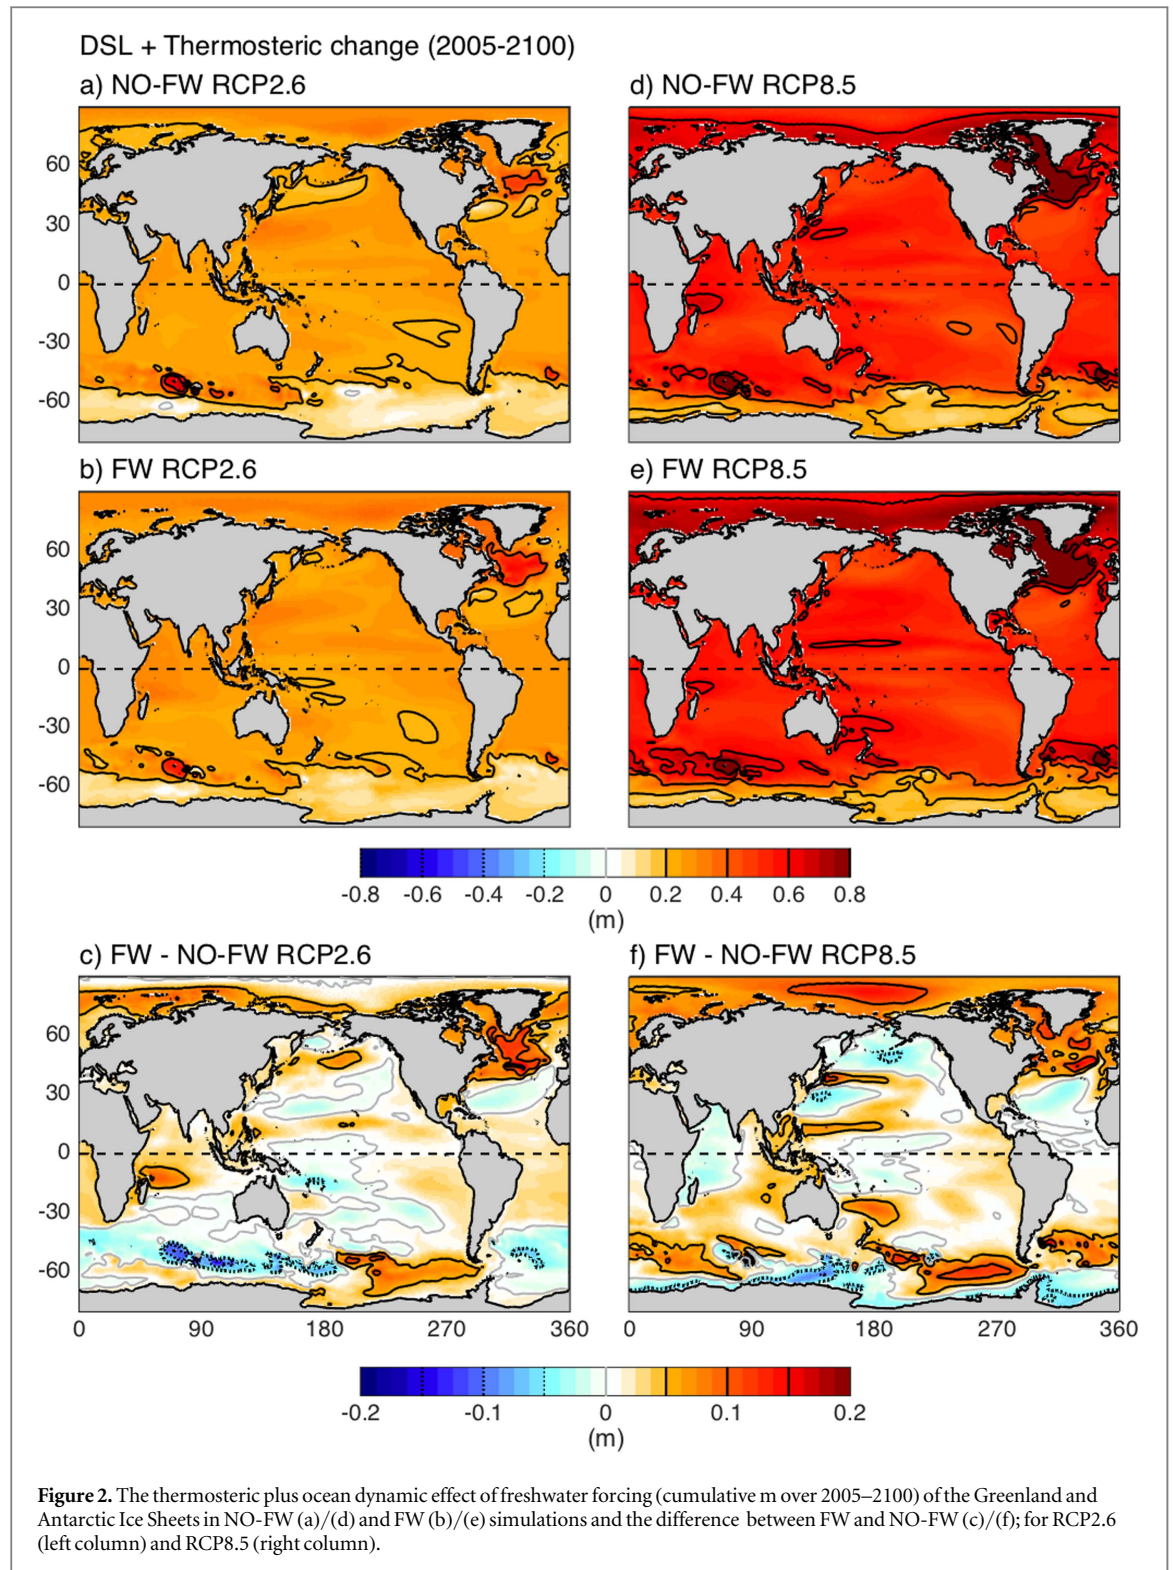 DSL + Thermosteric change (2005-2100)
a) NO-FW RCP2.6
60
30
0
-30
-60
d) NO-FW RCP8.5
b) FW RCP2.6
60
30
0
-30
-60
e) FW RCP8.5
-0.8 -0.6 -0.4 -0.2 0 0.2 0.4 0.6 0.8
(m)
c) FW - NO-FW RCP2.6
60
30
0
-30
-60
0 90 180 270 360
f) FW - NO-FW RCP8.5
0 90 180 270 360
-0.2 -0.1 0 0.1 0.2
(m)
Figure 2. The thermosteric plus ocean dynamic effect of freshwater forcing (cumulative m over 2005–2100) of the Greenland and
Antarctic Ice Sheets in NO-FW (a)/(d) and FW (b)/(e) simulations and the difference between FW and NO-FW (c)/(f); for RCP2.6
(left column) and RCP8.5 (right column).